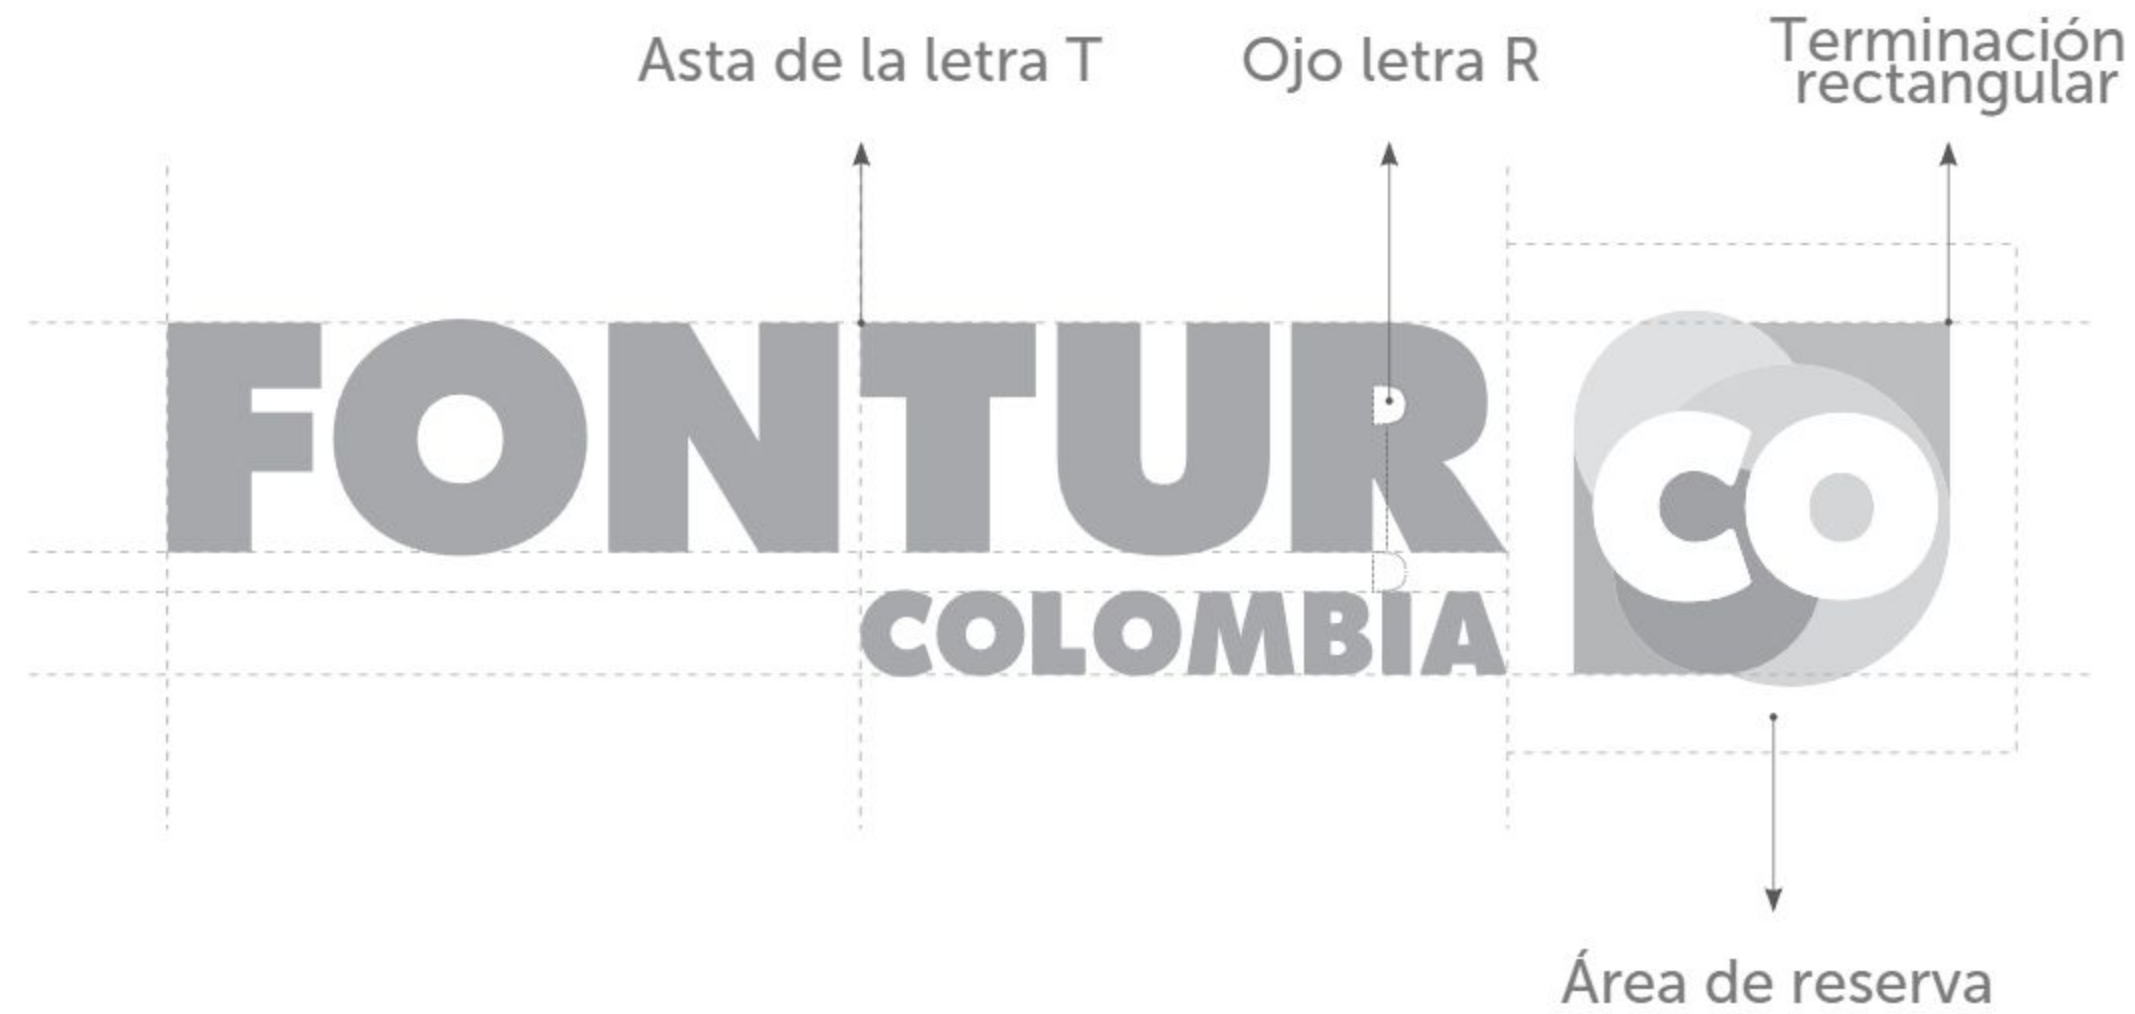 Asta de la letra T
Ojo letra R
Terminación
rectangular
FONTUR
COLOMBIA
CO
Área de reserva